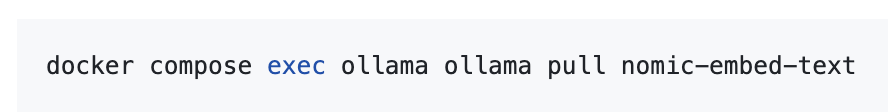 docker compose exec ollama ollama pull nomic-embed-text